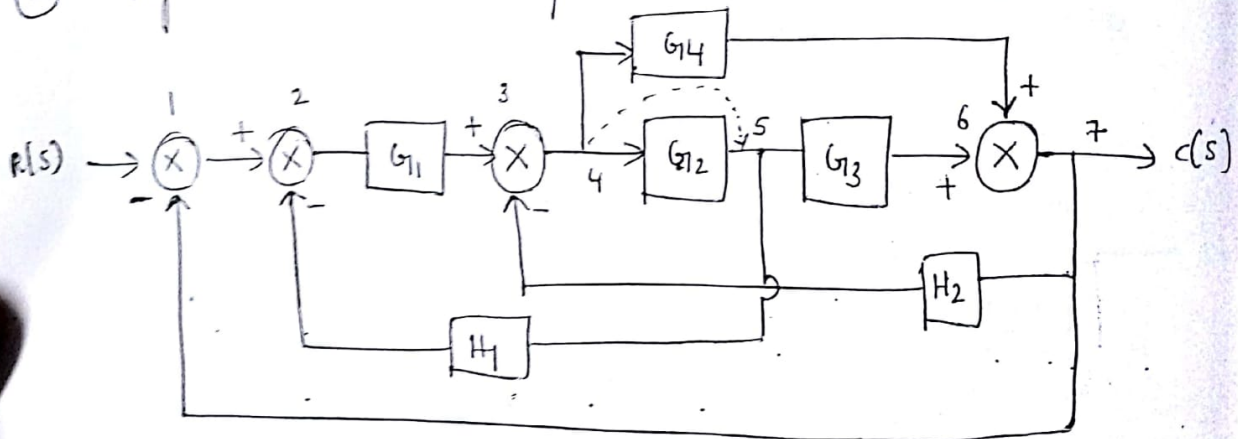 G4
1 2 3 + 6 5 7
R(S) + G1 + G2 G3 + C(S)
- - - 4
H2
H1